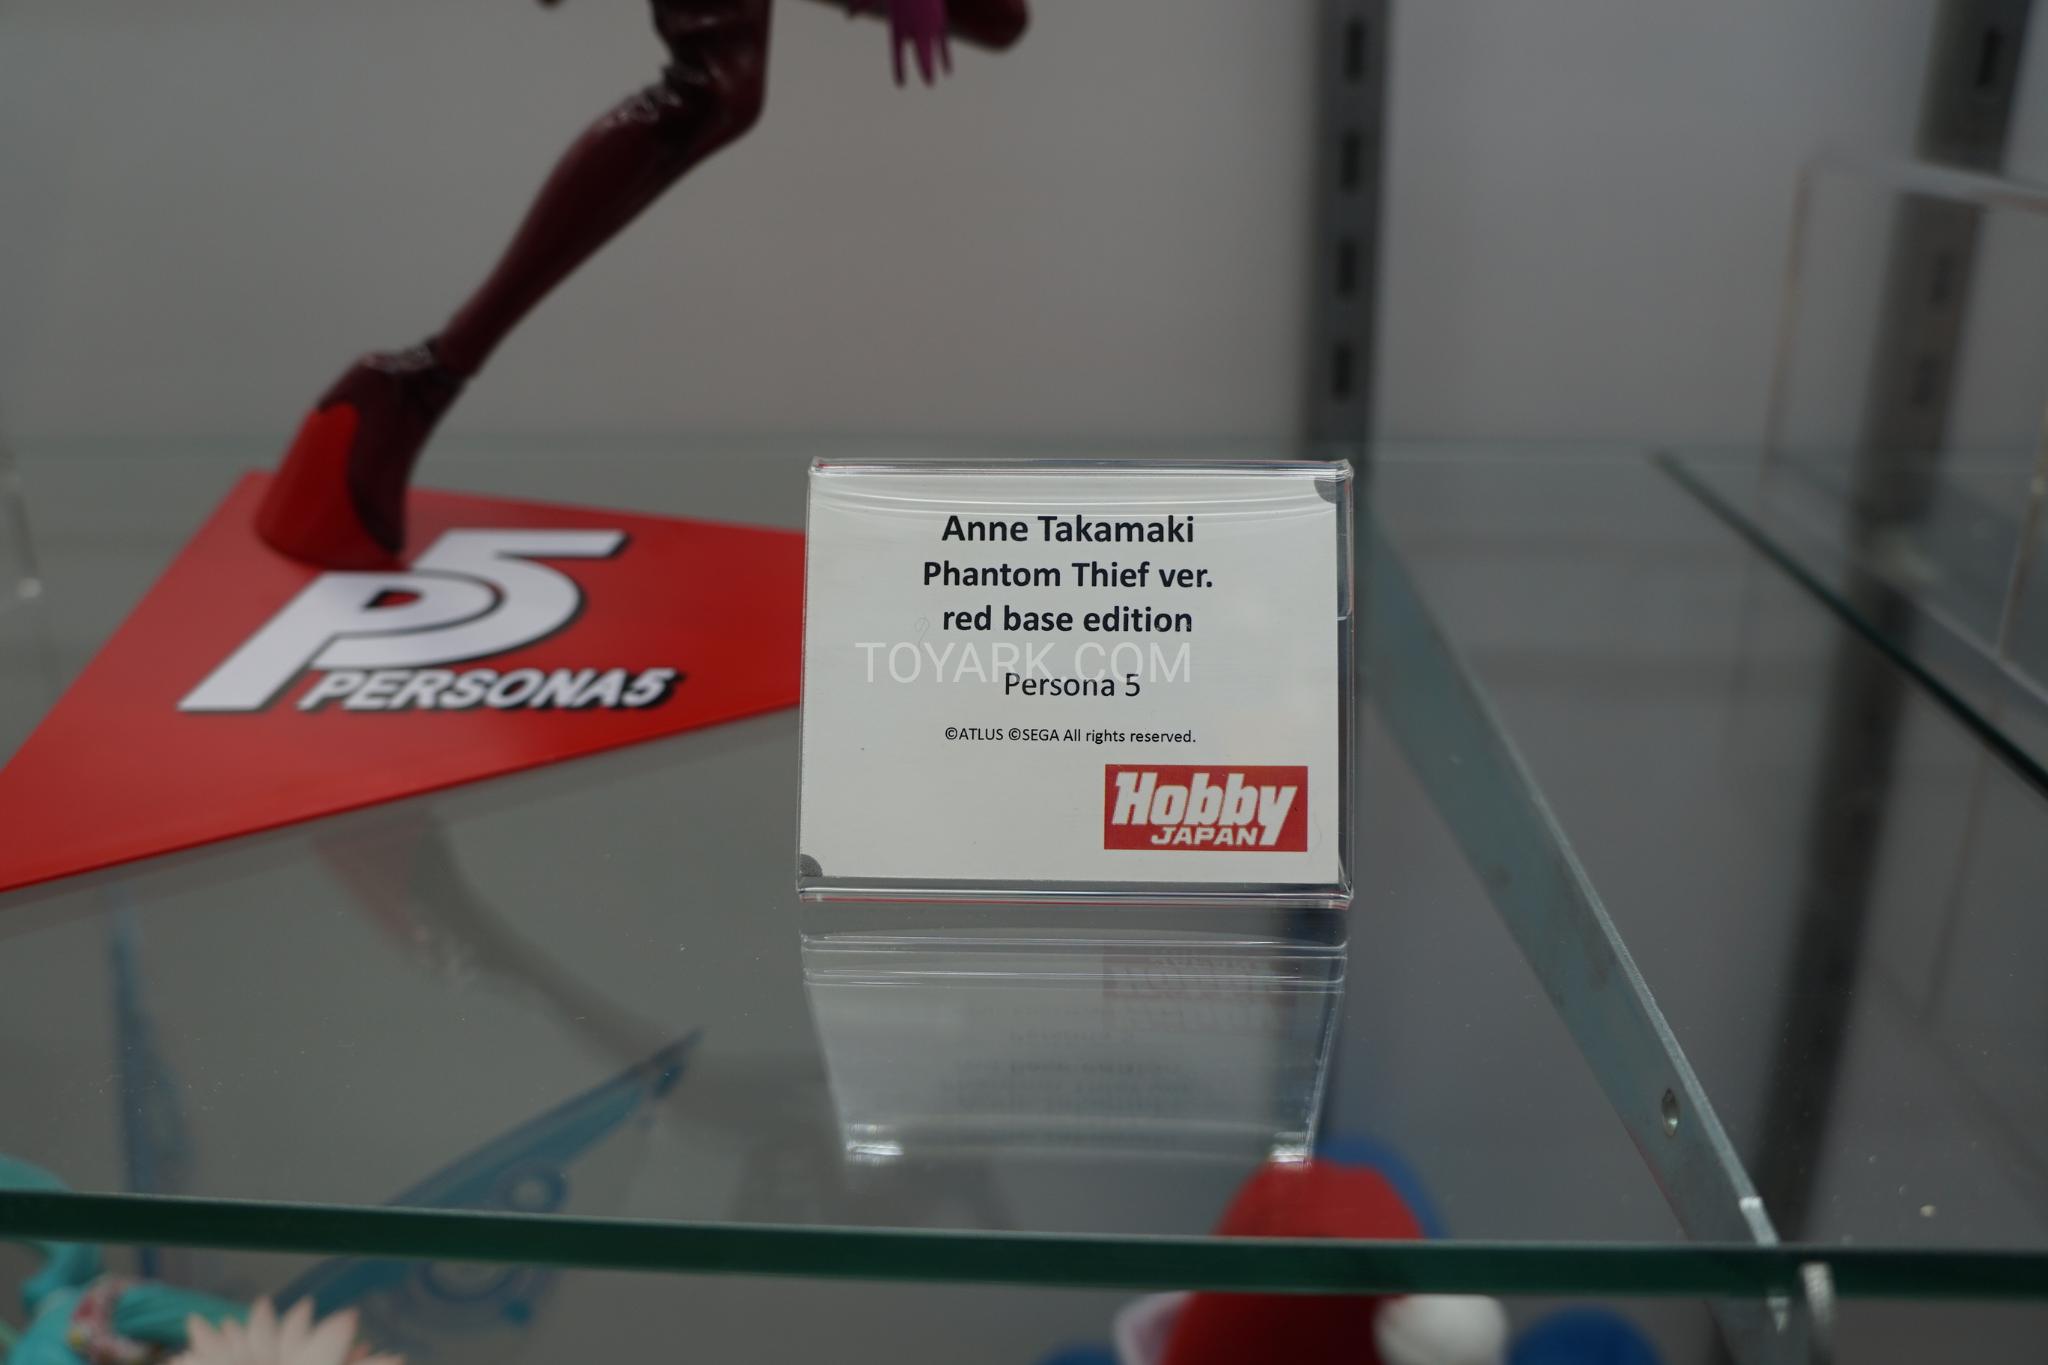 P5
PERSONA5
Anne Takamaki
Phantom Thief ver.
red base edition
TOYARK.COM
Persona 5
©ATLUS ©SEGA All rights reserved.
Hobby
JAPAN